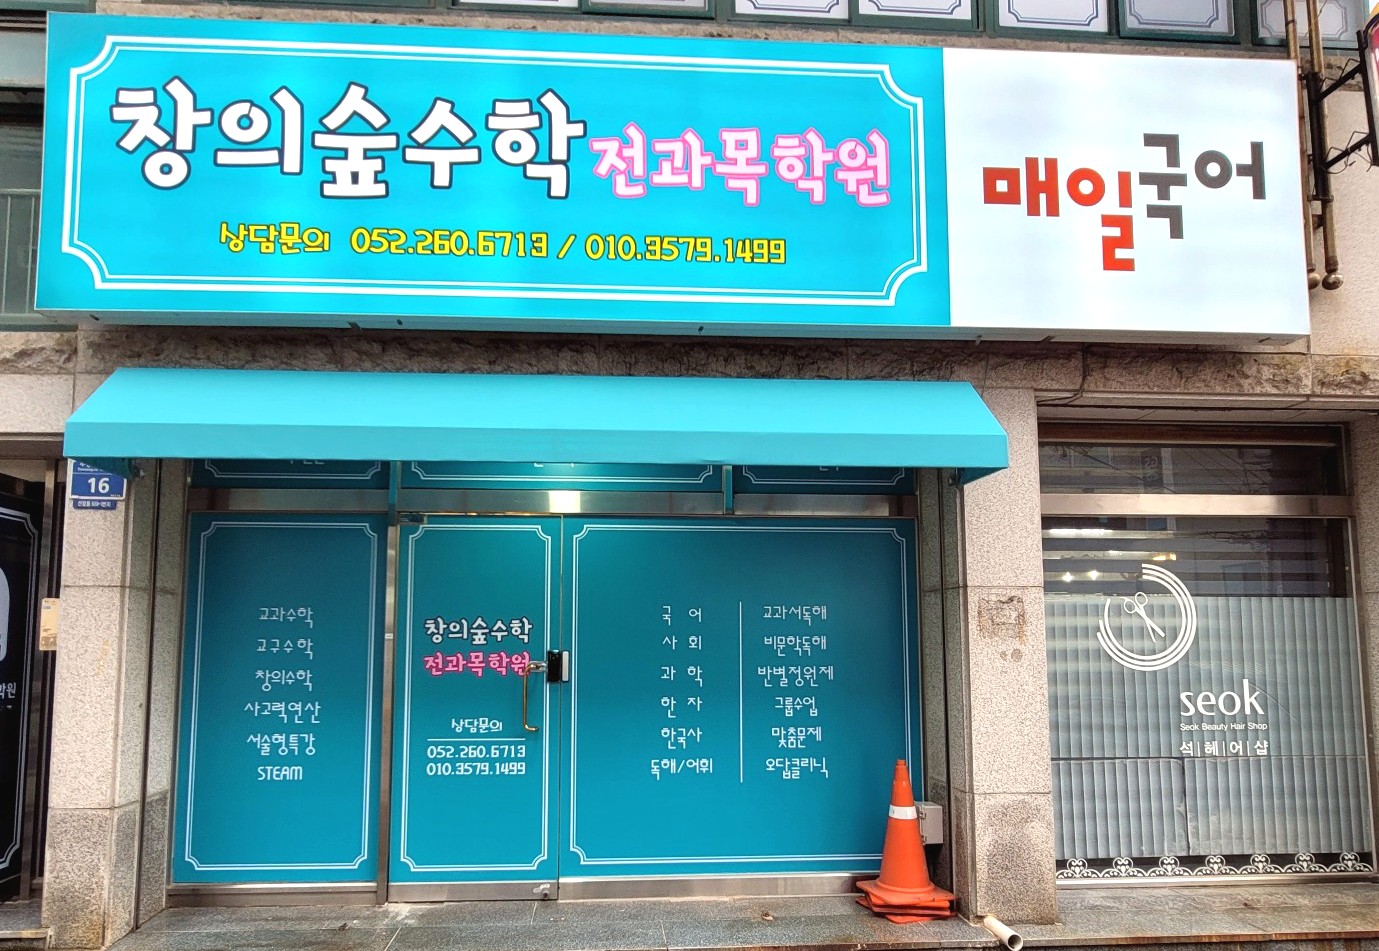 창의숲수학 전과목학원
상담문의 052.260.6713 / 010.3579.1499
매일국어
16
교과수학
교구수학
창의수학
사고력연산
서술형특강
STEAM
창의숲수학
전과목학원
상담문의
052.260.6713
010.3579.1499
국어
사회
과학
한자
한국사
독해/어휘
교과서독해
비문학독해
반별정원제
그룹수업
맞춤문제
오답클리닉
seok
Seok Beauty Hair Shop
석|헤|어|샵